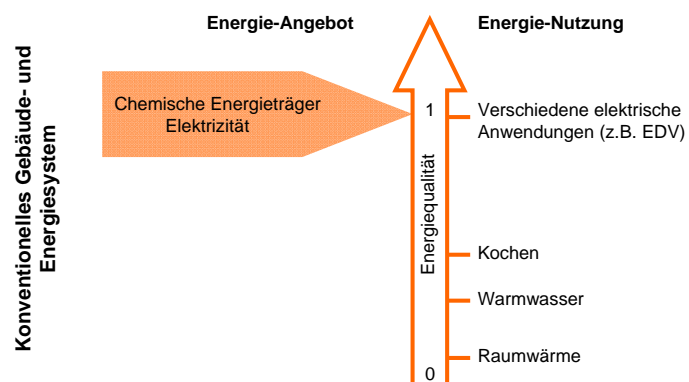 Energie-Angebot
Energie-Nutzung
Konventionelles Gebäude- und
Energiesystem
Chemische Energieträger
Elektrizität
1
Energiequalität
0
Verschiedene elektrische
Anwendungen (z.B. EDV)
Kochen
Warmwasser
Raumwärme